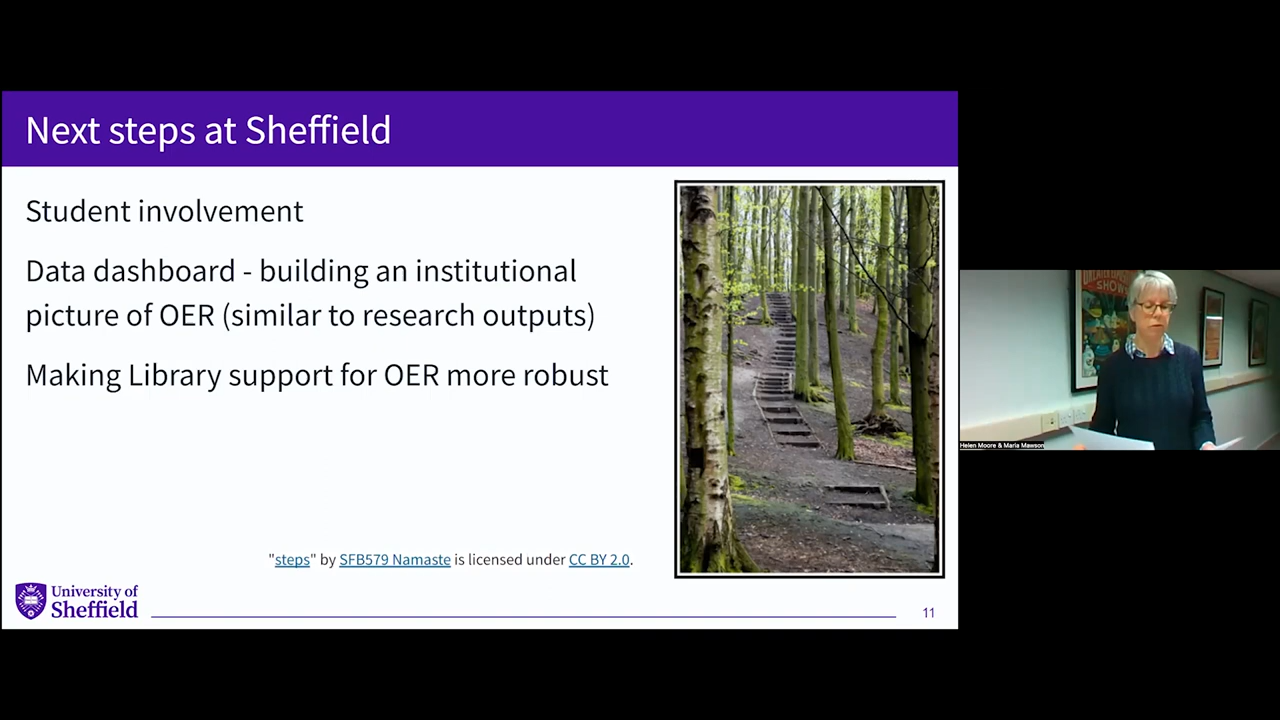 Next steps at Sheffield
Student involvement
Data dashboard - building an institutional
picture of OER (similar to research outputs)
Making Library support for OER more robust
"steps" by SFB579 Namaste is licensed under CC BY 2.0.
University of
Sheffield
11
SHOW
Helen Moore & Maria Mawson